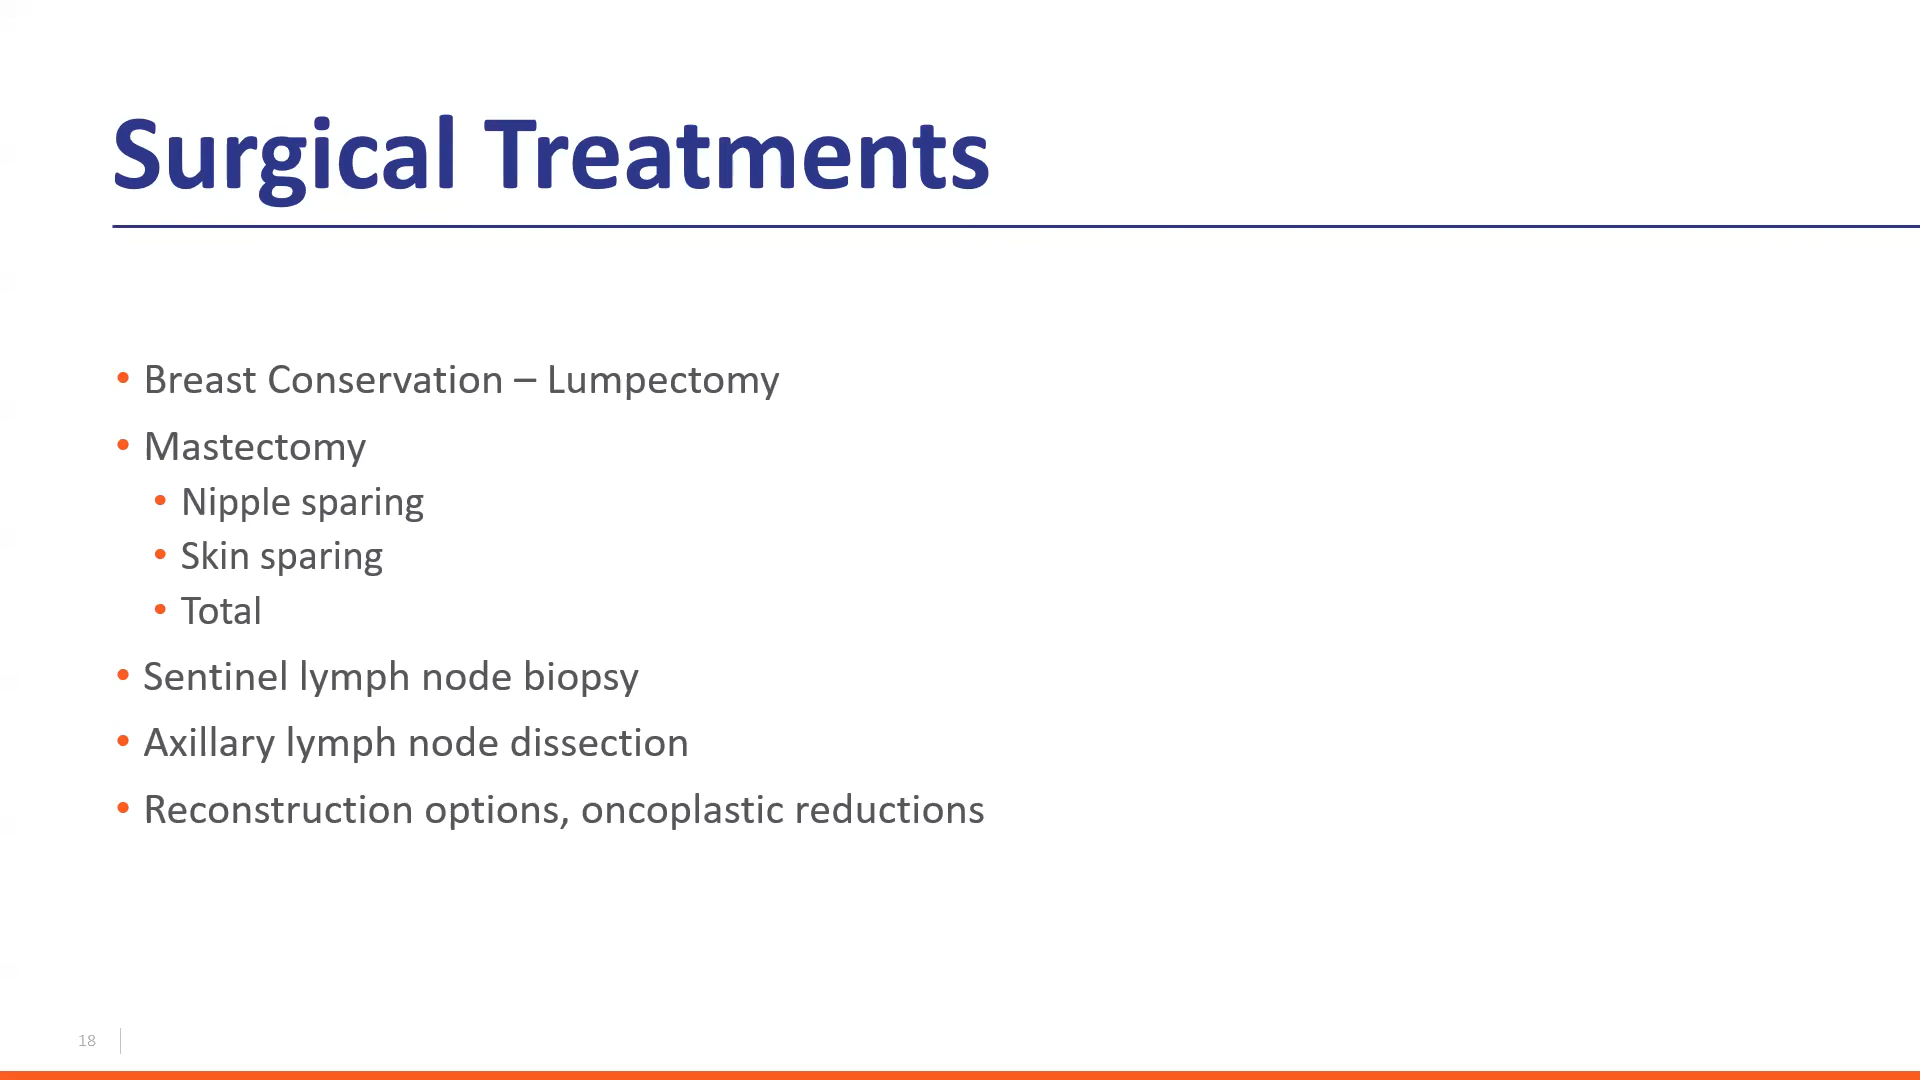 Surgical Treatments
• Breast Conservation – Lumpectomy
• Mastectomy
• Nipple sparing
• Skin sparing
• Total
• Sentinel lymph node biopsy
• Axillary lymph node dissection
• Reconstruction options, oncoplastic reductions
18